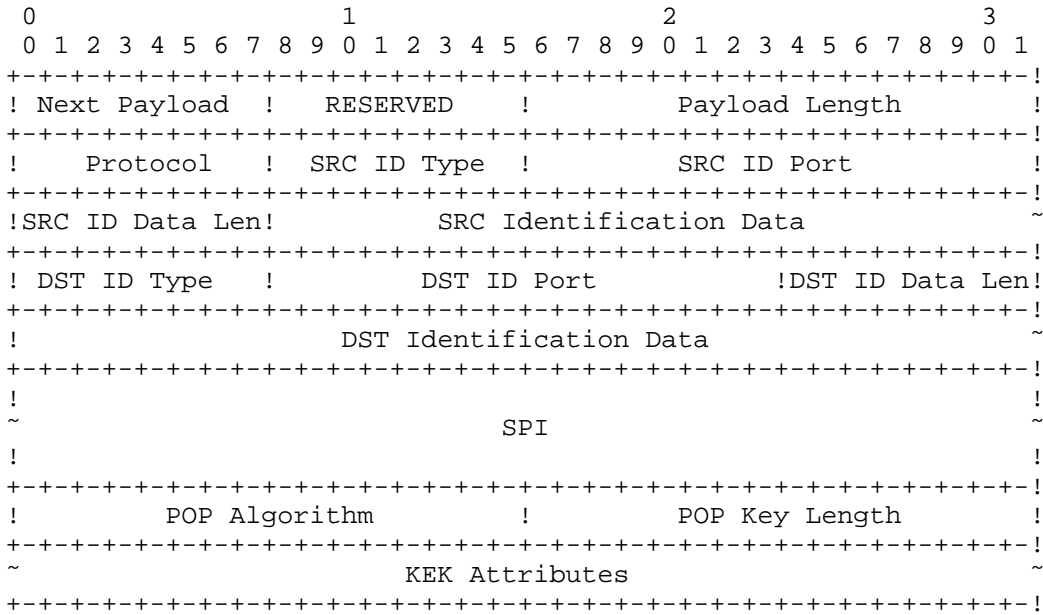 0                   1                   2                   3
 0 1 2 3 4 5 6 7 8 9 0 1 2 3 4 5 6 7 8 9 0 1 2 3 4 5 6 7 8 9 0 1
+-+-+-+-+-+-+-+-+-+-+-+-+-+-+-+-+-+-+-+-+-+-+-+-+-+-+-+-+-+-+-+-!
! Next Payload  !   RESERVED    !         Payload Length        !
+-+-+-+-+-+-+-+-+-+-+-+-+-+-+-+-+-+-+-+-+-+-+-+-+-+-+-+-+-+-+-+-!
!    Protocol   !  SRC ID Type  !         SRC ID Port           !
+-+-+-+-+-+-+-+-+-+-+-+-+-+-+-+-+-+-+-+-+-+-+-+-+-+-+-+-+-+-+-+-!
!SRC ID Data Len!          SRC Identification Data              ~
+-+-+-+-+-+-+-+-+-+-+-+-+-+-+-+-+-+-+-+-+-+-+-+-+-+-+-+-+-+-+-+-!
! DST ID Type   !         DST ID Port           !DST ID Data Len!
+-+-+-+-+-+-+-+-+-+-+-+-+-+-+-+-+-+-+-+-+-+-+-+-+-+-+-+-+-+-+-+-!
!                    DST Identification Data                    ~
+-+-+-+-+-+-+-+-+-+-+-+-+-+-+-+-+-+-+-+-+-+-+-+-+-+-+-+-+-+-+-+-!
!                                                               !
~                              SPI                              ~
!                                                               !
+-+-+-+-+-+-+-+-+-+-+-+-+-+-+-+-+-+-+-+-+-+-+-+-+-+-+-+-+-+-+-+-!
!         POP Algorithm         !         POP Key Length        !
+-+-+-+-+-+-+-+-+-+-+-+-+-+-+-+-+-+-+-+-+-+-+-+-+-+-+-+-+-+-+-+-!
~                        KEK Attributes                         ~
+-+-+-+-+-+-+-+-+-+-+-+-+-+-+-+-+-+-+-+-+-+-+-+-+-+-+-+-+-+-+-+-!